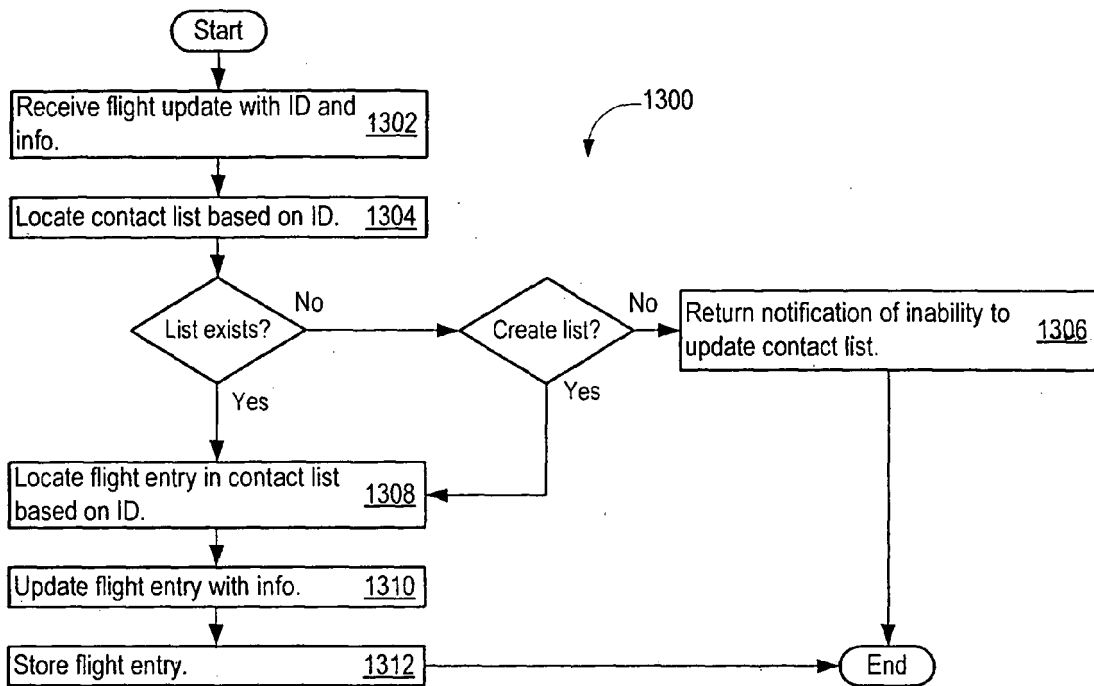 Start
Receive flight update with ID and
info. 1302
1300
Locate contact list based on ID. 1304
List exists?
No
Create list?
No
Return notification of inability to
update contact list. 1306
Yes
Yes
Locate flight entry in contact list
based on ID. 1308
Update flight entry with info. 1310
Store flight entry. 1312
End